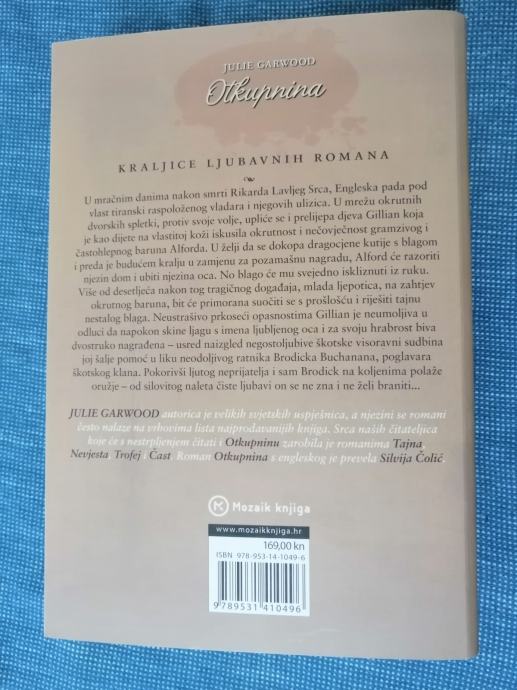 JULIE GARWOOD
Otkupnina
KRALJICE LJUBAVNIH ROMANA
U mračnim danima nakon smrti Rikarda Lavljeg Srca, Engleska pada pod
vlast tiranski raspoloženog vladara i njegovih ulizica. U mrežu okrutnih
dvorskih spletki, protiv svoje volje, upliće se i prelijepa djeva Gillian koja
je kao dijete na vlastitoj koži iskusila okrutnost i nečovječnost gramzivog i
častohlepnog baruna Alforda. U želji da se dokopa dragocjene kutije s blagom
i preda je budućem kralju u zamjenu za pozamašnu nagradu, Alford će razoriti
njezin dom i ubiti njezina oca. No blago će mu svejedno iskliznuti iz ruku.
Više od desetljeća nakon tog tragičnog događaja, mlada ljepotica, na zahtjev
okrutnog baruna, bit će primorana suočiti se s prošlošću i riješiti tajnu
nestalog blaga. Neustrašivo prkoseći opasnostima Gillian je neumoljiva u
odluci da napokon skine ljagu s imena ljubljenog oca i za svoju hrabrost biva
dvostruko nagrađena – usred naizgled negostoljubive škotske visoravni sudbina
joj šalje pomoć u liku neodoljivog ratnika Brodicka Buchanana, poglavara
škotskog klana. Pokorivši ljutog neprijatelja i sam Brodick na koljenima polaže
oružje – od silovitog naleta čiste ljubavi on se ne zna i ne želi braniti...
JULIE GARWOOD autorica je velikih svjetskih uspješnica, a njezini se romani
često nalaze na vrhovima lista najprodavanijih knjiga. Srca naših čitateljica
koje će s nestrpljenjem čitati i Otkupninu zarobila je romanima Tajna,
Nevjesta, Trofej i Čast. Roman Otkupnina s engleskog je prevela Silvija Čolić.
Mozaik knjiga
www.mozaikknjiga.hr
169,00 kn
ISBN 978-953-14-1049-6
9 789531 410496